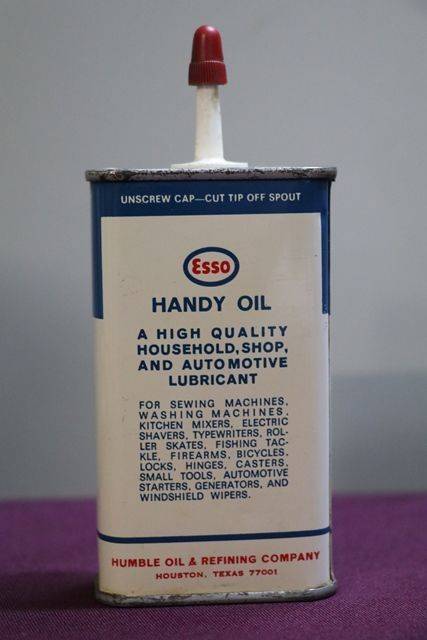 UNSCREW CAP—CUT TIP OFF SPOUT
Esso
HANDY OIL
A HIGH QUALITY
HOUSEHOLD, SHOP,
AND AUTOMOTIVE
LUBRICANT
FOR SEWING MACHINES,
WASHING MACHINES,
KITCHEN MIXERS, ELECTRIC
SHAVERS, TYPEWRITERS, ROL-
LER SKATES, FISHING TAC-
KLE, FIREARMS, BICYCLES,
LOCKS, HINGES, CASTERS,
SMALL TOOLS, AUTOMOTIVE
STARTERS, GENERATORS, AND
WINDSHIELD WIPERS.
HUMBLE OIL & REFINING COMPANY
HOUSTON, TEXAS 77001